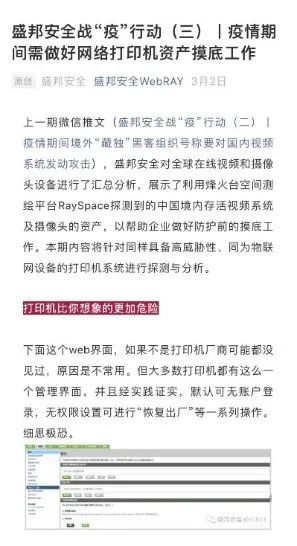 盛邦安全战“疫”行动（三）丨疫情期
间需做好网络打印机资产摸底工作
原创 盛邦安全 盛邦安全WebRAY 3月2日
上一期微信推文（盛邦安全战“疫”行动（二）丨
疫情期间境外“藏独”黑客组织号称要对国内视频
系统发动攻击），盛邦安全对全球在线视频和摄像
头设备进行了汇总分析，展示了利用烽火台空间测
绘平台RaySpace探测到的中国境内存活视频系统
及摄像头的资产，以帮助企业做好防护前的摸底工
作。本期内容将针对同样具备高威胁性、同为物联
网设备的打印机系统进行探测与分析。
打印机比你想象的更加危险
下面这个web界面，如果不是打印机厂商可能都没
见过，原因是不常用。但大多数打印机都有这么一
个管理界面，并且经实践证实，默认可无账户登
录，无权限设置可进行“恢复出厂”等一系列操作。
细思极恐。
盛邦安全WebRAY